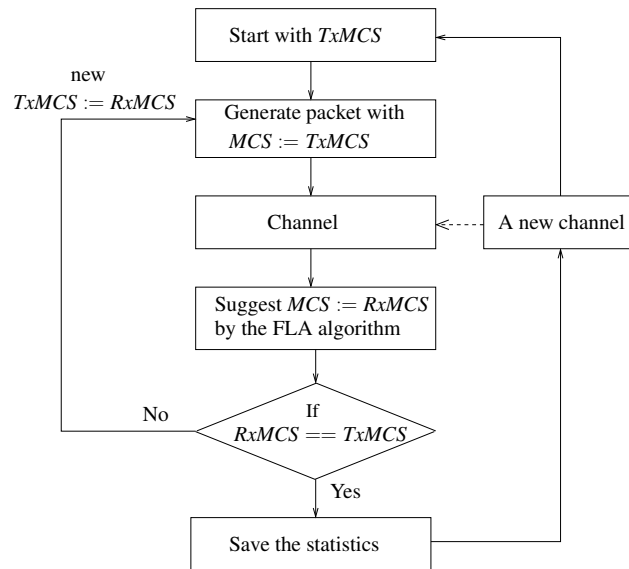 Start with TxMCS
new
TxMCS := RxMCS
Generate packet with
MCS := TxMCS
Channel
A new channel
Suggest MCS := RxMCS
by the FLA algorithm
No
If
RxMCS == TxMCS
Yes
Save the statistics